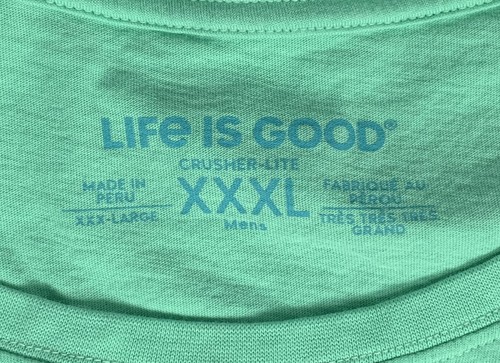 LIFe IS GOOD®
CRUSHER-LITE
MADE IN
PERU
XXX-LARGE
XXXL
Mens
FABRIQUÉ AU
PÉROU
TRÈS TRÈS TRÈS
GRAND